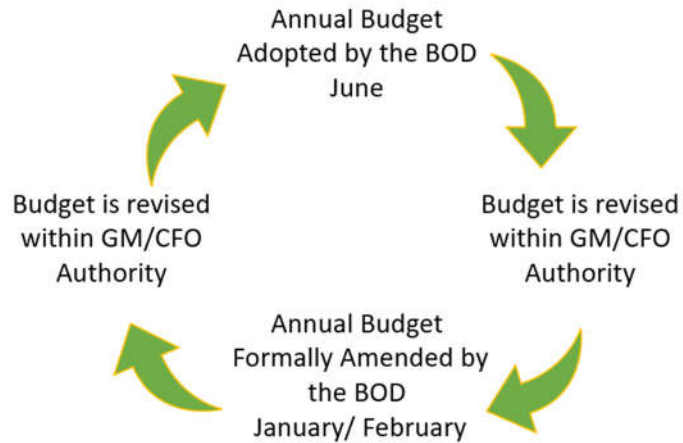 Annual Budget
Adopted by the BOD
June
Budget is revised
within GM/CFO
Authority
Annual Budget
Formally Amended by
the BOD
January/ February
Budget is revised
within GM/CFO
Authority